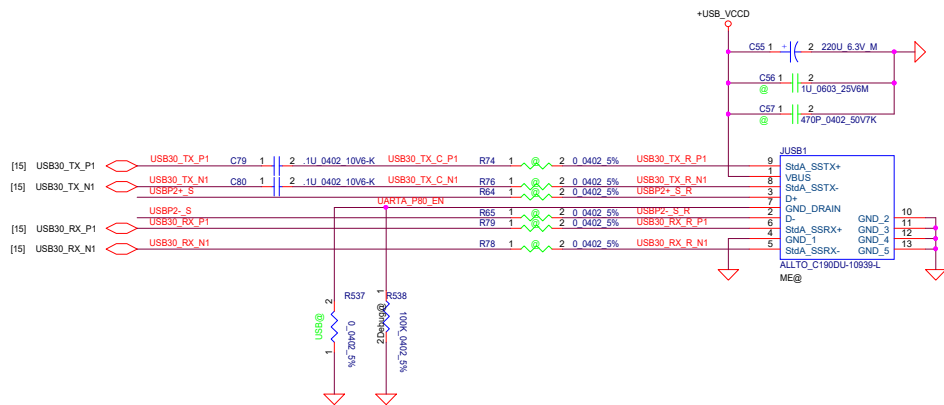 +USB_VCCD
C55 1 + 2 220U_6.3V_M
C56 1 2
@ 1U_0603_25V6M
C57 1 2
@ 470P_0402_50V7K
JUSB1
[15] USB30_TX_P1 USB30_TX_P1 C79 1 2 .1U_0402_10V6-K USB30_TX_C_P1 R74 1 @ 2 0_0402_5% USB30_TX_R_P1 9 StdA_SSTX+
1 VBUS
[15] USB30_TX_N1 USB30_TX_N1 C80 1 2 .1U_0402_10V6-K USB30_TX_C_N1 R76 1 @ 2 0_0402_5% USB30_TX_R_N1 8 StdA_SSTX-
USBP2+_S R64 1 @ 2 0_0402_5% USBP2+_S_R 3 D+
UARTA_P80_EN 7 GND_DRAIN
USBP2-_S R65 1 @ 2 0_0402_5% USBP2-_S_R 2 D- GND_2 10
[15] USB30_RX_P1 USB30_RX_P1 R79 1 @ 2 0_0402_5% USB30_RX_R_P1 6 StdA_SSRX+ GND_3 11
4 GND_1 GND_4 12
[15] USB30_RX_N1 USB30_RX_N1 R78 1 @ 2 0_0402_5% USB30_RX_R_N1 5 StdA_SSRX- GND_5 13
ALLTO_C190DU-10939-L
ME@
R537
2
1
USB@
0_0402_5%
R538
1
2
Debug@
100K_0402_5%